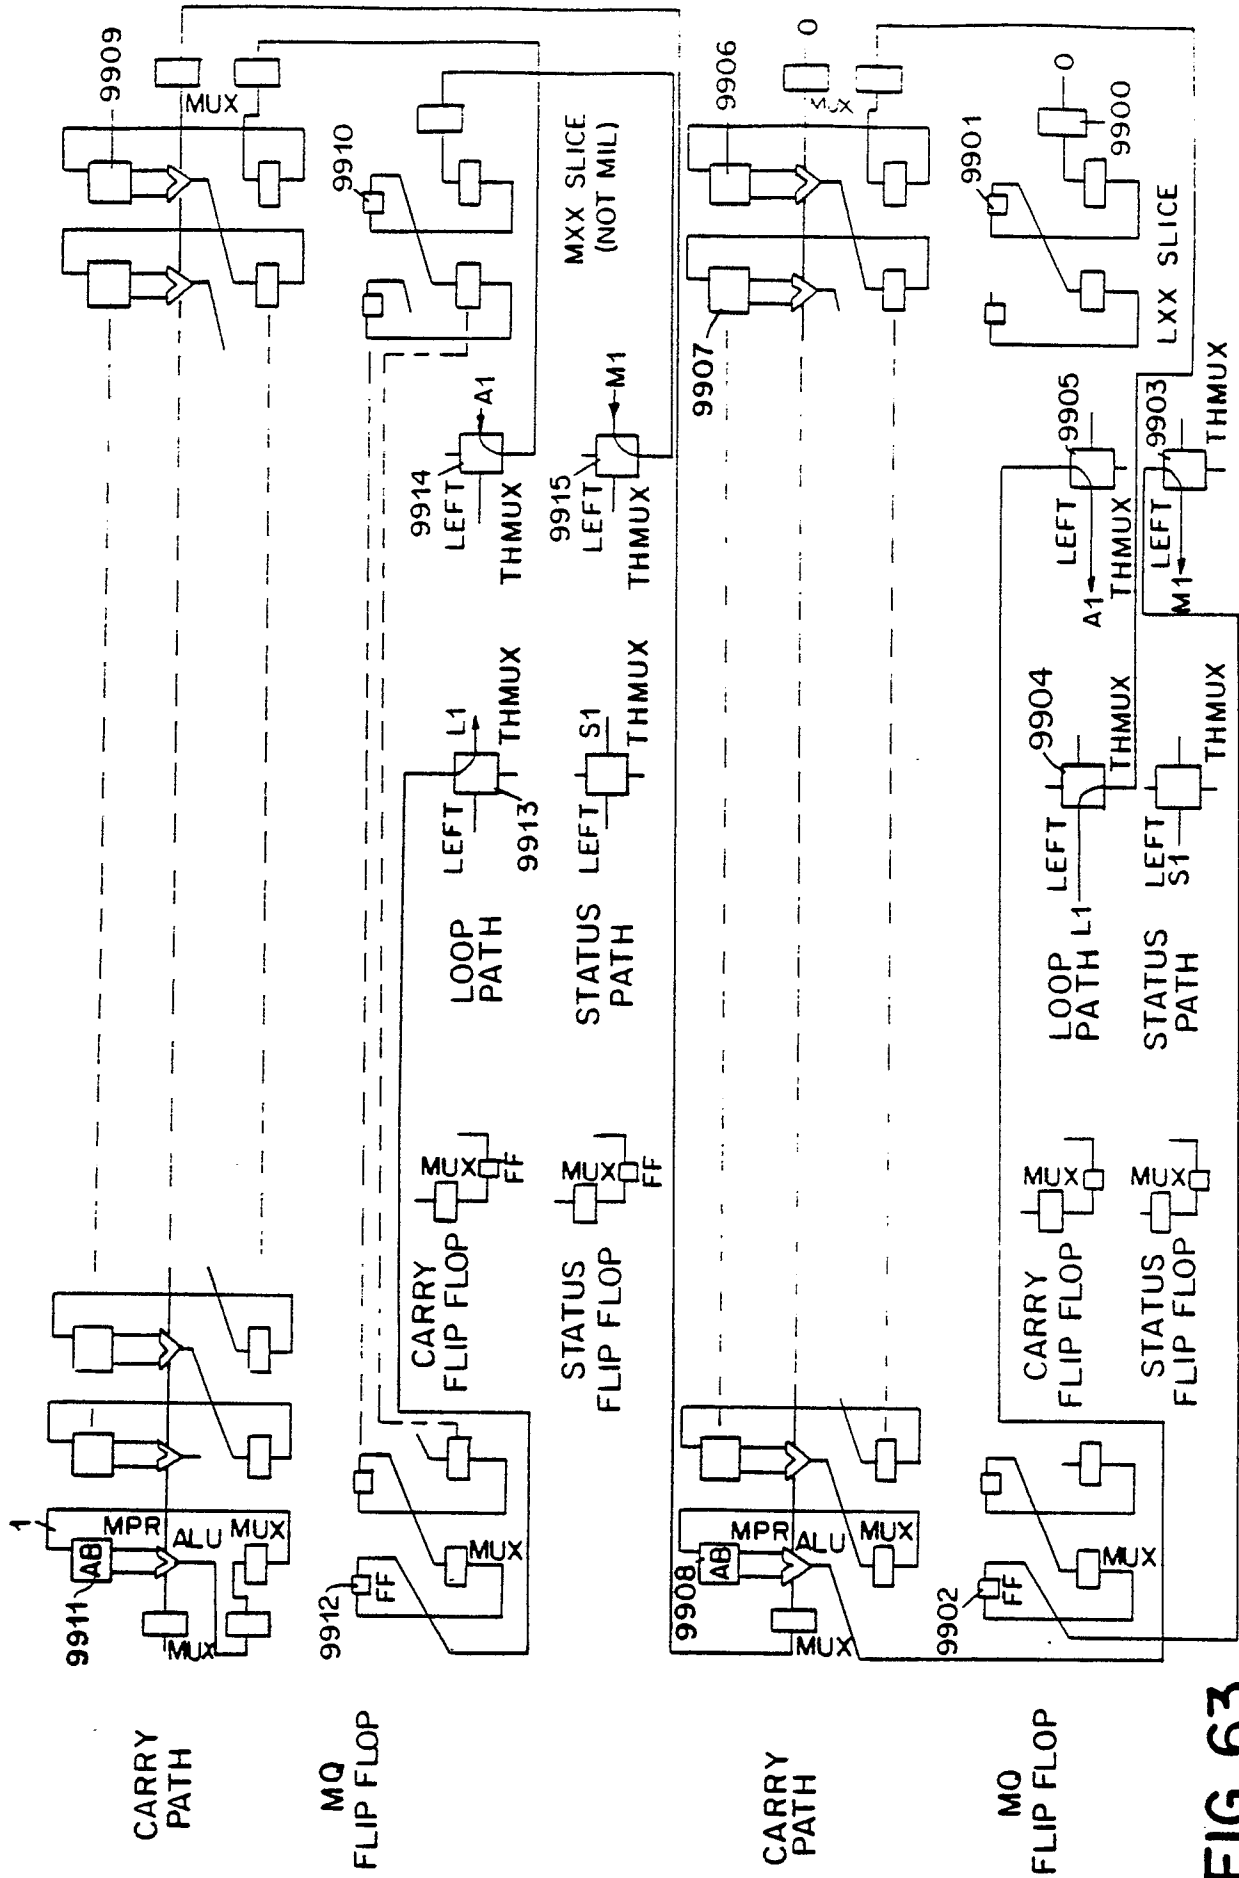 CARRY
PATH
1
9911
AB
MPR
ALU
MUX
MUX
9909
MUX
MQ
FLIP FLOP
9912
FF
MUX
9910
CARRY
FLIP FLOP
MUX
FF
LOOP
PATH
LEFT
9913
L1
THMUX
9914
LEFT
A1
THMUX
STATUS
FLIP FLOP
MUX
FF
STATUS
PATH
LEFT
S1
THMUX
9915
LEFT
M1
THMUX
MXX SLICE
(NOT MIL)
CARRY
PATH
9908
AB
MPR
ALU
MUX
MUX
9907
9906
MUX
0
MQ
FLIP FLOP
9902
FF
MUX
9901
0
9900
CARRY
FLIP FLOP
MUX
LOOP
PATH
L1
LEFT
9904
THMUX
A1
LEFT
9905
THMUX
STATUS
FLIP FLOP
MUX
STATUS
PATH
LEFT
S1
THMUX
M1
LEFT
9903
THMUX
LXX SLICE
FIG 63